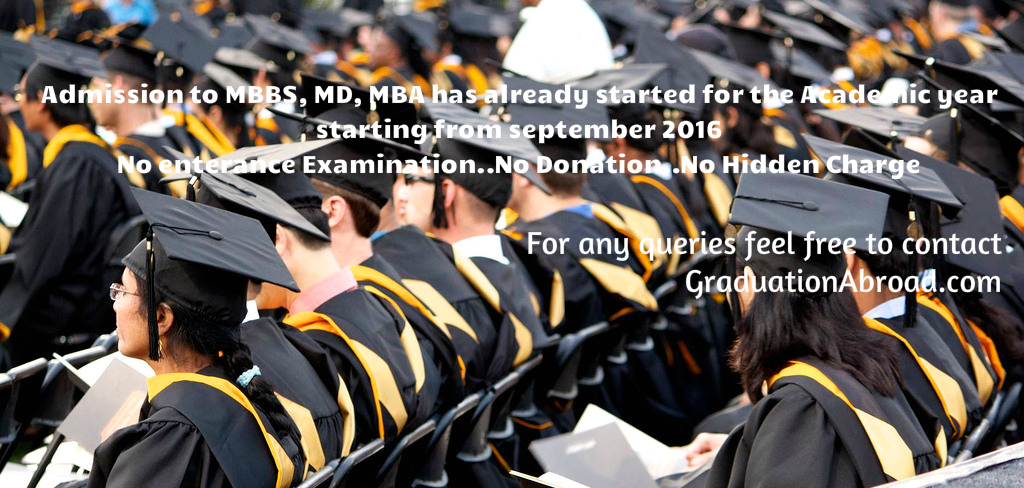 Admission to MBBS, MD, MBA has already started for the Academic year
starting from september 2016
No enterance Examination..No Donation..No Hidden Charge
For any queries feel free to contact
GraduationAbroad.com